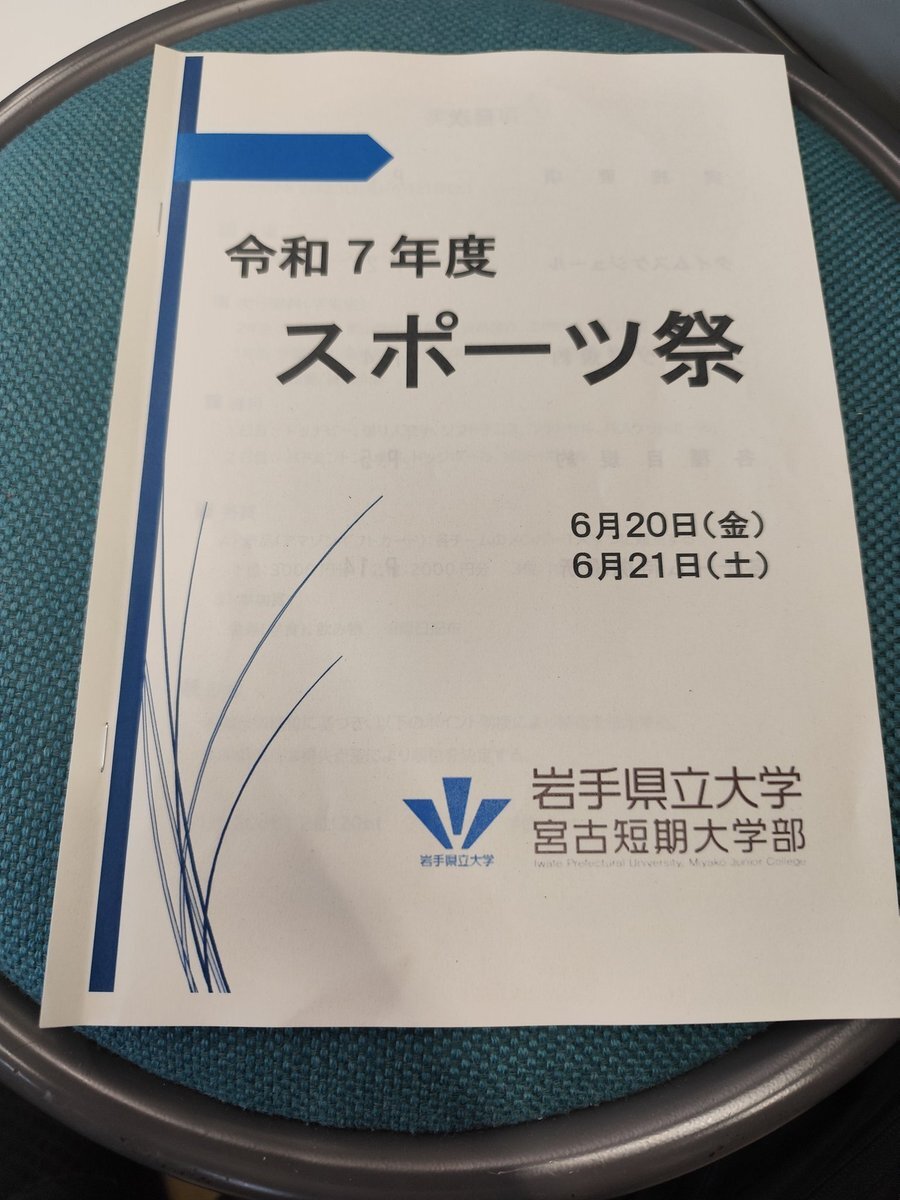 令和7年度
スポーツ祭
6月20日(金)
6月21日(土)
岩手県立大学
岩手県立大学
宮古短期大学部
Iwate Prefectural University, Miyako Junior College